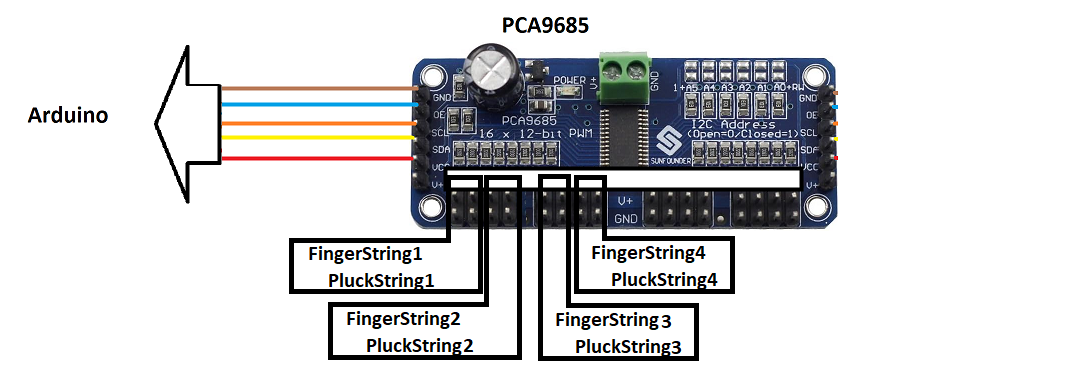 PCA9685
Arduino
POWER
V+
GND
1+A5 A4 A3 A2 A1 A0+RW
GND
OE
SCL
SDA
VCC
V+
PCA9685
16 x 12-bit PWM
I2C Address
(Open=0/Closed=1)
SUNFOUNDER
GND
OE
SCL
SDA
VCC
V+
V+
GND
FingerString1
PluckString1
FingerString4
PluckString4
FingerString2
PluckString2
FingerString3
PluckString3